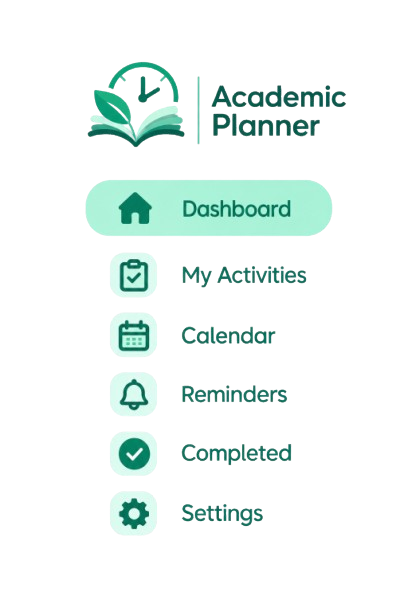 Academic
Planner
Dashboard
My Activities
Calendar
Reminders
Completed
Settings